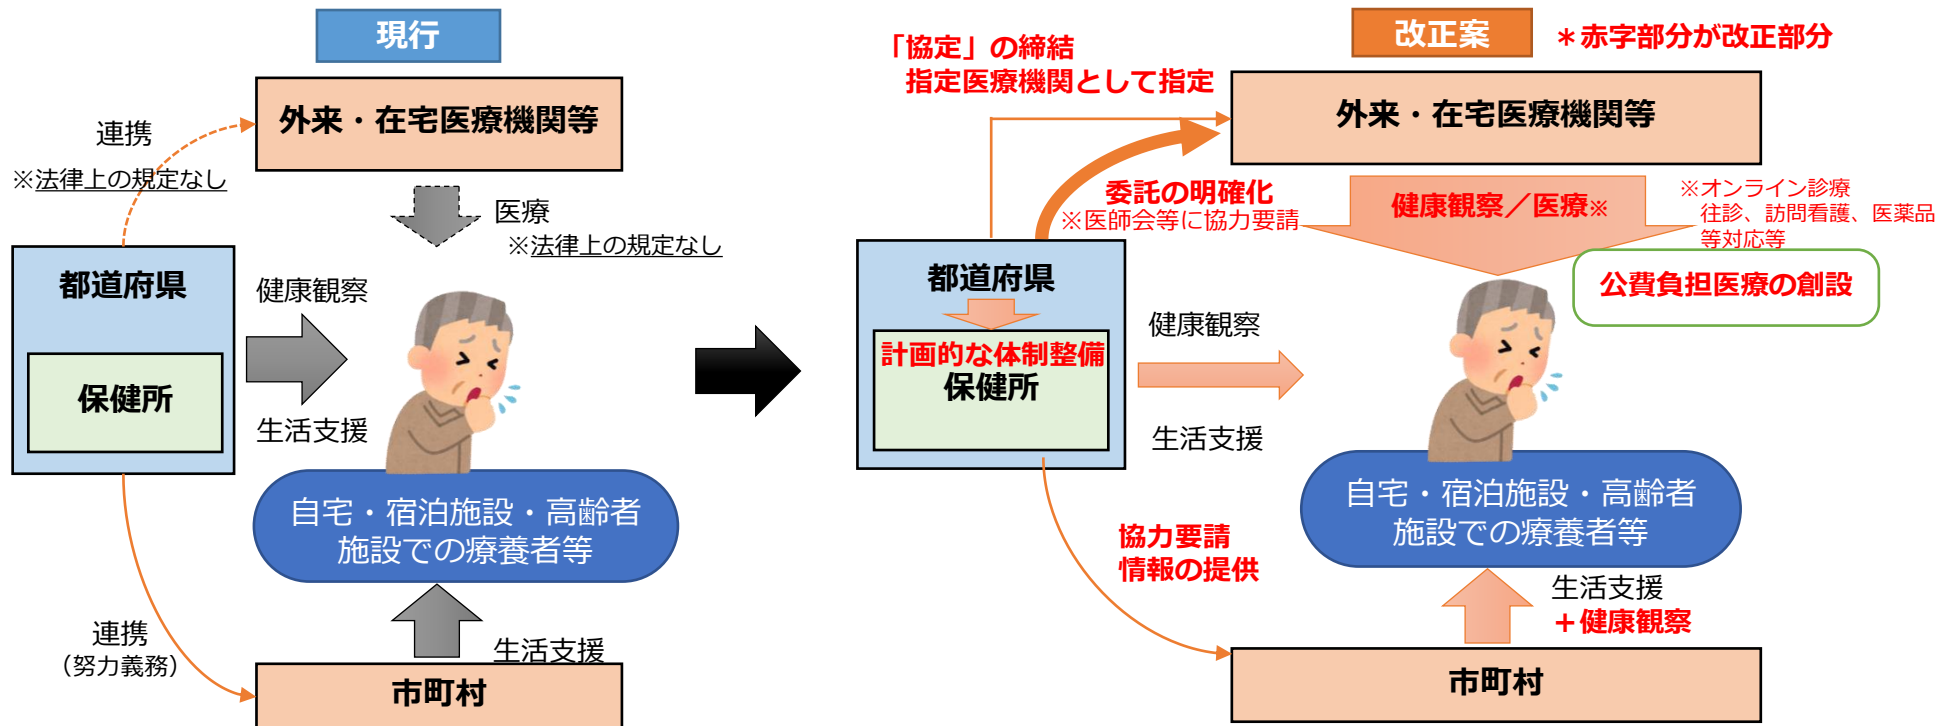 現行
外来・在宅医療機関等
連携
※法律上の規定なし
医療
※法律上の規定なし
都道府県
保健所
健康観察
生活支援
自宅・宿泊施設・高齢者
施設での療養者等
連携
（努力義務）
生活支援
市町村
改正案
＊赤字部分が改正部分
「協定」の締結
指定医療機関として指定
外来・在宅医療機関等
委託の明確化
※医師会等に協力要請
健康観察／医療※
※オンライン診療
往診、訪問看護、医薬品
等対応等
公費負担医療の創設
都道府県
計画的な体制整備
保健所
健康観察
生活支援
自宅・宿泊施設・高齢者
施設での療養者等
協力要請
情報の提供
生活支援
＋健康観察
市町村